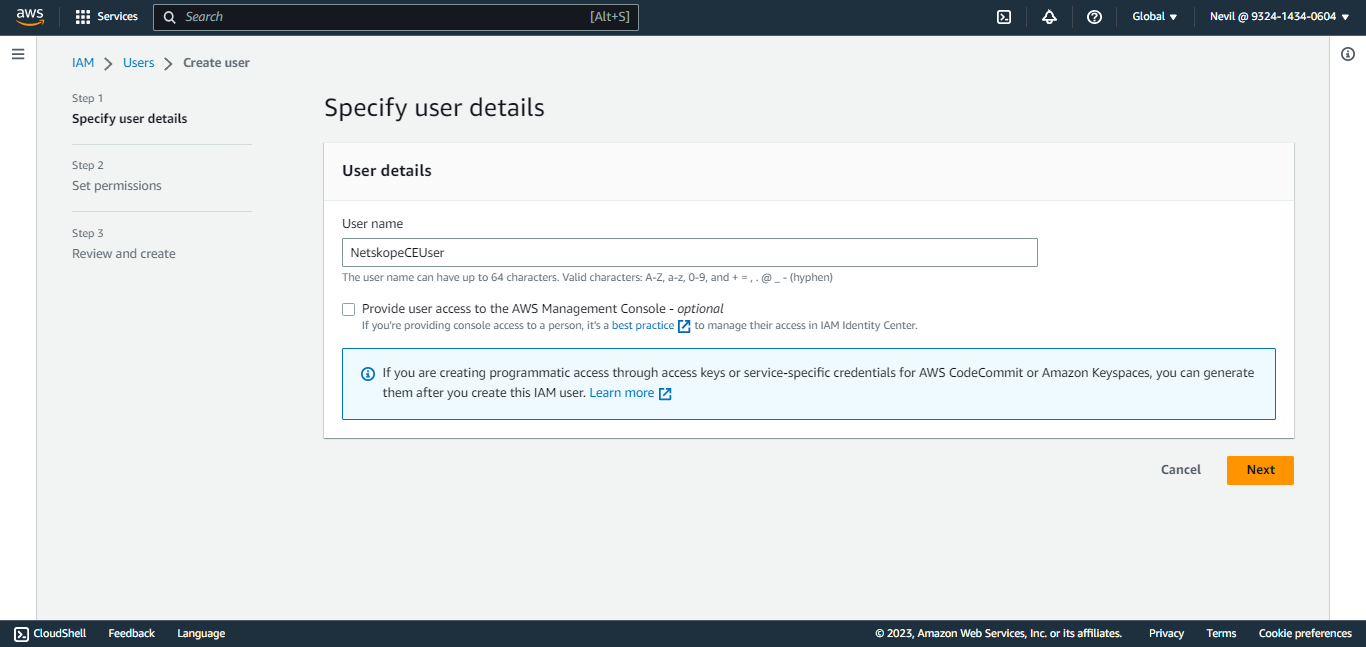 aws
Services
Search
[Alt+S]
Global ▼
Nevil @ 9324-1434-0604 ▼
IAM > Users > Create user
Step 1
Specify user details
Step 2
Set permissions
Step 3
Review and create
Specify user details
User details
User name
NetskopeCEUser
The user name can have up to 64 characters. Valid characters: A-Z, a-z, 0-9, and + = , . @ _ - (hyphen)
Provide user access to the AWS Management Console - optional
If you're providing console access to a person, it's a best practice to manage their access in IAM Identity Center.
If you are creating programmatic access through access keys or service-specific credentials for AWS CodeCommit or Amazon Keyspaces, you can generate
them after you create this IAM user. Learn more
Cancel
Next
CloudShell
Feedback
Language
© 2023, Amazon Web Services, Inc. or its affiliates.
Privacy
Terms
Cookie preferences